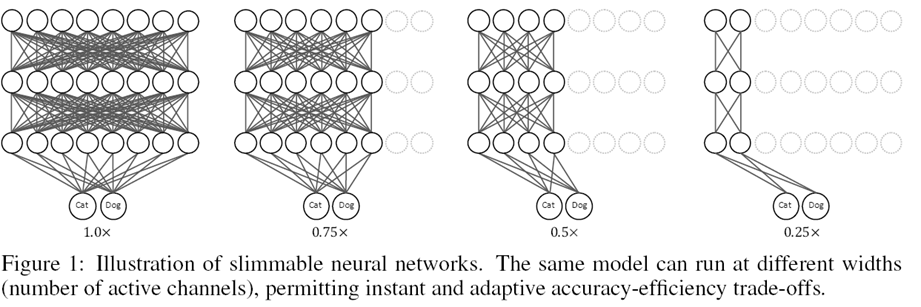 Cat Dog Cat Dog Cat Dog Cat Dog
1.0× 0.75× 0.5× 0.25×
Figure 1: Illustration of slimmable neural networks. The same model can run at different widths
(number of active channels), permitting instant and adaptive accuracy-efficiency trade-offs.